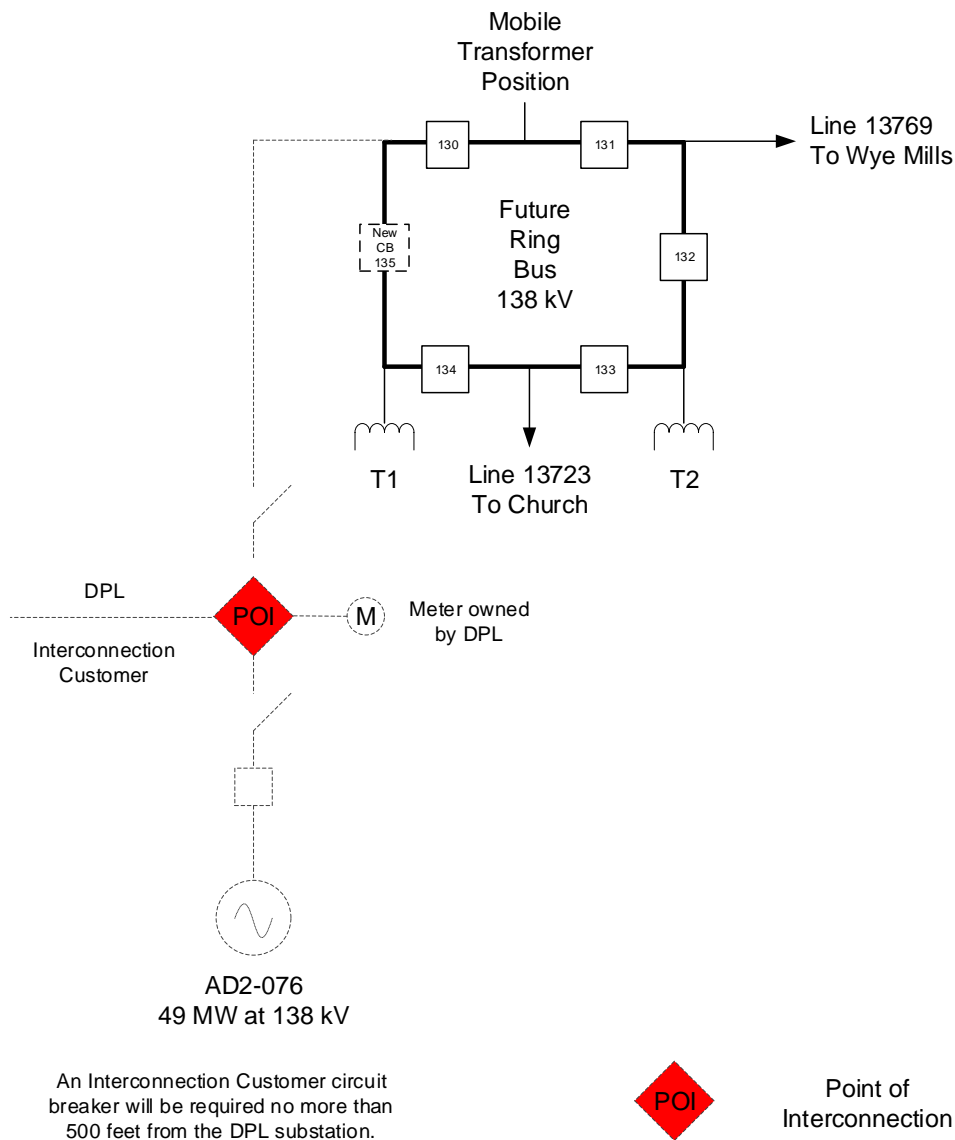 Mobile
Transformer
Position
Line 13769
To Wye Mills
130
131
Future
Ring
Bus
138 kV
New
CB
135
132
134
133
T1
Line 13723
To Church
T2
DPL
POI
M
Meter owned
by DPL
Interconnection
Customer
AD2-076
49 MW at 138 kV
An Interconnection Customer circuit
breaker will be required no more than
500 feet from the DPL substation.
POI
Point of
Interconnection